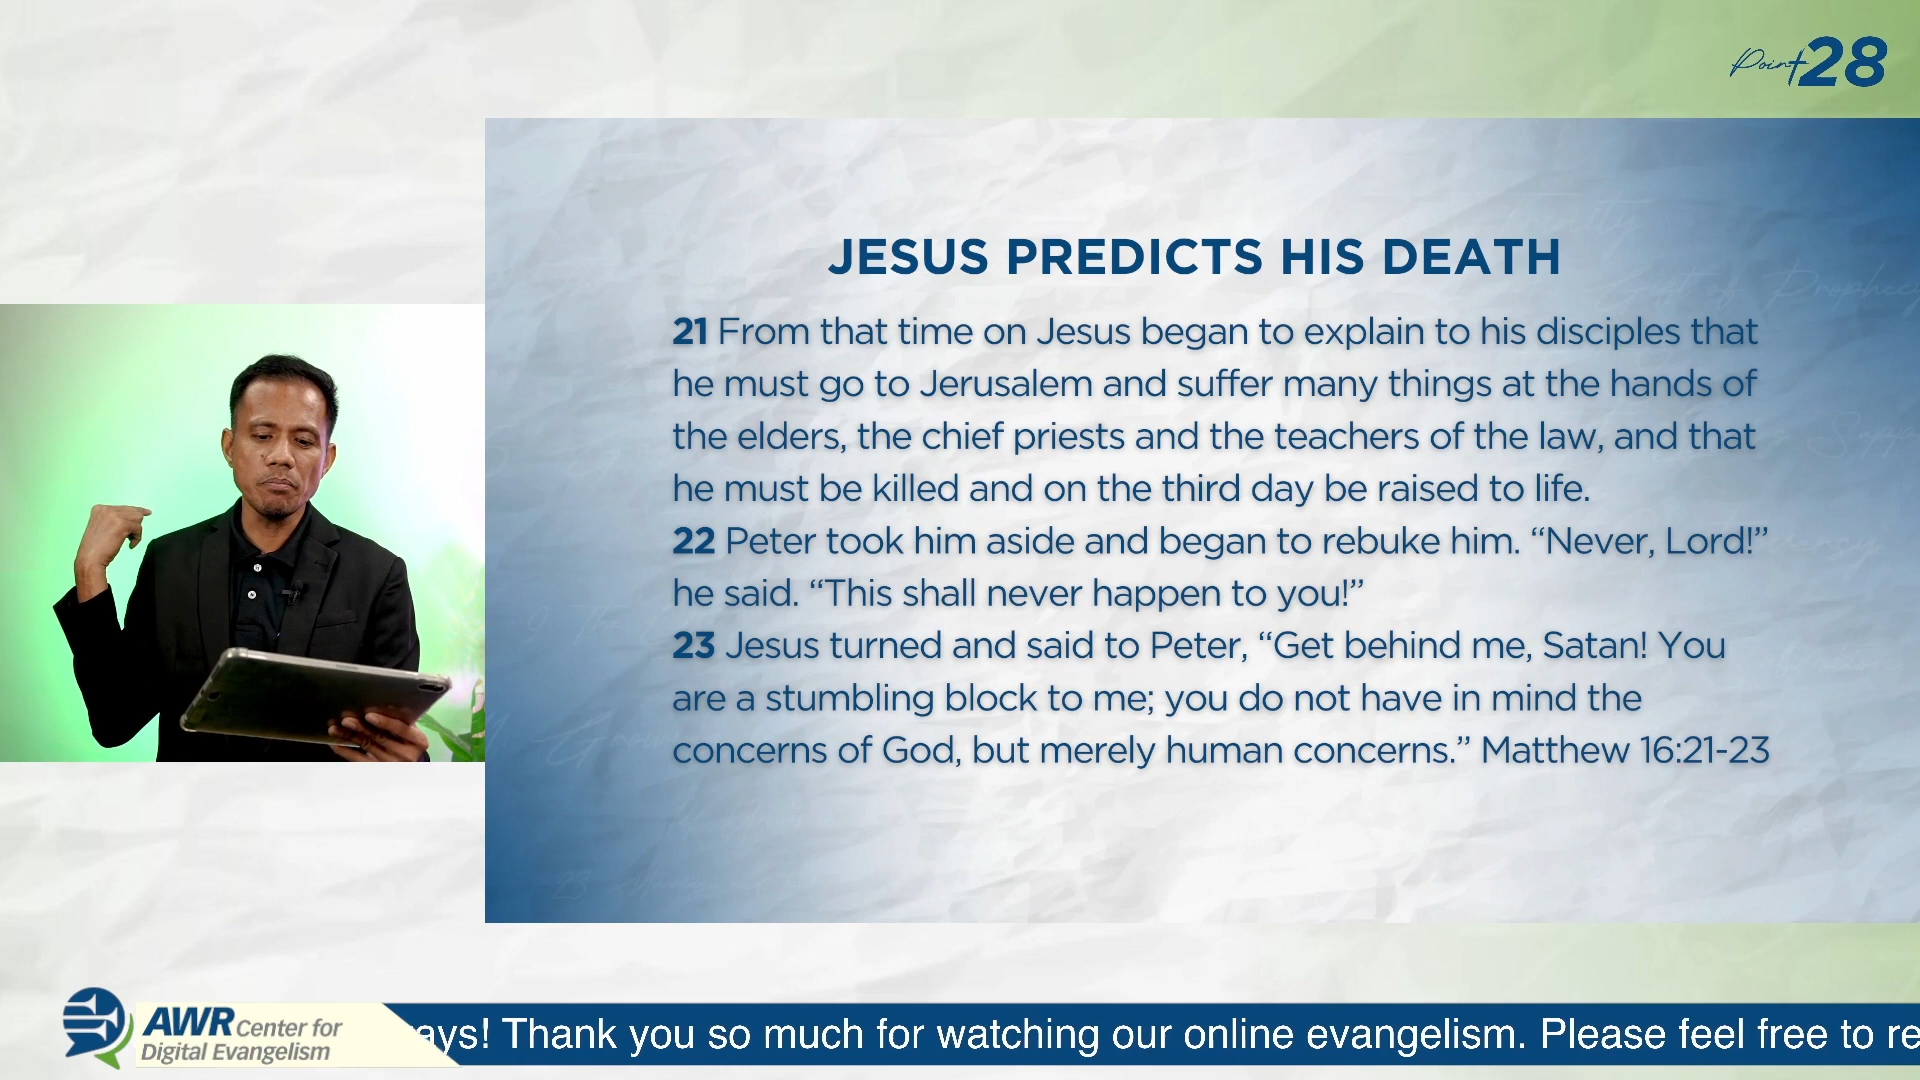 Point 28
JESUS PREDICTS HIS DEATH
21 From that time on Jesus began to explain to his disciples that
he must go to Jerusalem and suffer many things at the hands of
the elders, the chief priests and the teachers of the law, and that
he must be killed and on the third day be raised to life.
22 Peter took him aside and began to rebuke him. “Never, Lord!”
he said. “This shall never happen to you!”
23 Jesus turned and said to Peter, “Get behind me, Satan! You
are a stumbling block to me; you do not have in mind the
concerns of God, but merely human concerns.” Matthew 16:21-23
AWR Center for
Digital Evangelism
ays! Thank you so much for watching our online evangelism. Please feel free to re